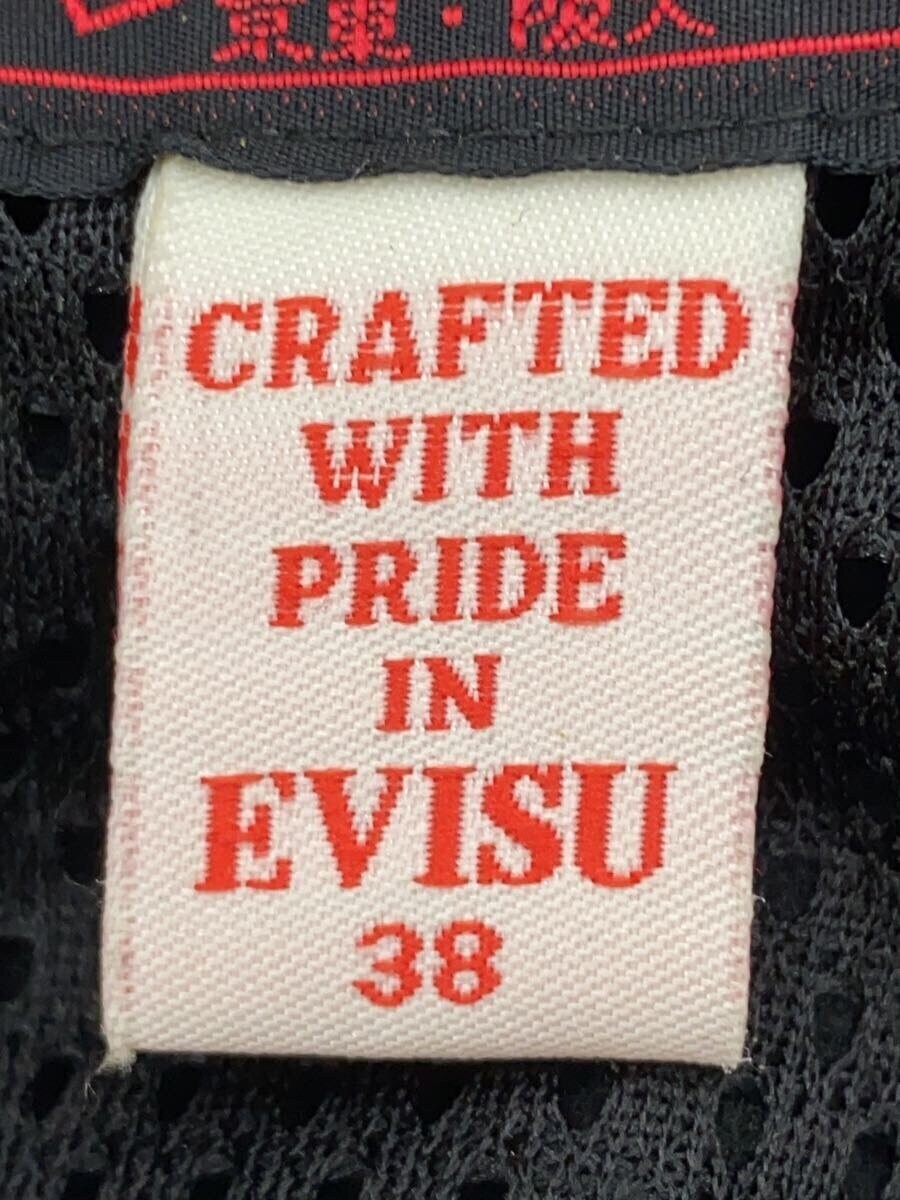 CRAFTED
WITH
PRIDE
IN
EVISU
38